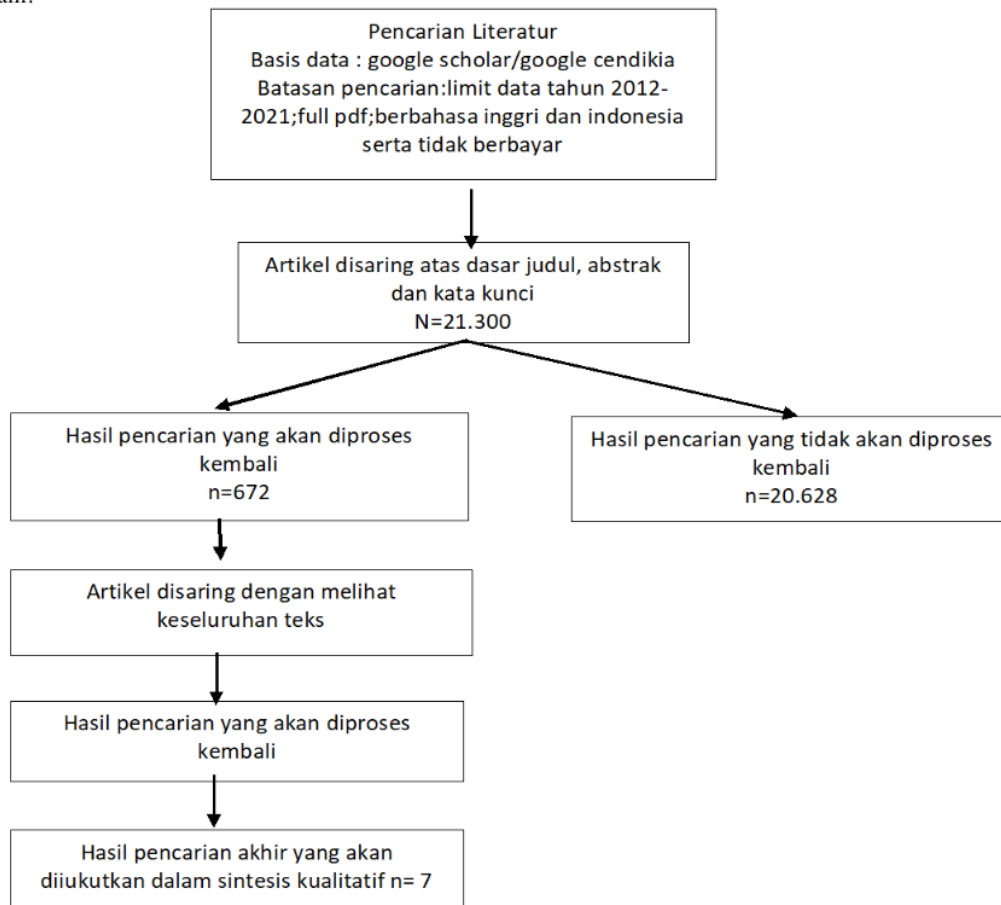 Pencarian Literatur
Basis data : google scholar/google cendikia
Batasan pencarian:limit data tahun 2012-
2021;full pdf;berbahasa inggri dan indonesia
serta tidak berbayar
Artikel disaring atas dasar judul, abstrak
dan kata kunci
N=21.300
Hasil pencarian yang akan diproses
kembali
n=672
Hasil pencarian yang tidak akan diproses
kembali
n=20.628
Artikel disaring dengan melihat
keseluruhan teks
Hasil pencarian yang akan diproses
kembali
Hasil pencarian akhir yang akan
diiukutkan dalam sintesis kualitatif n= 7